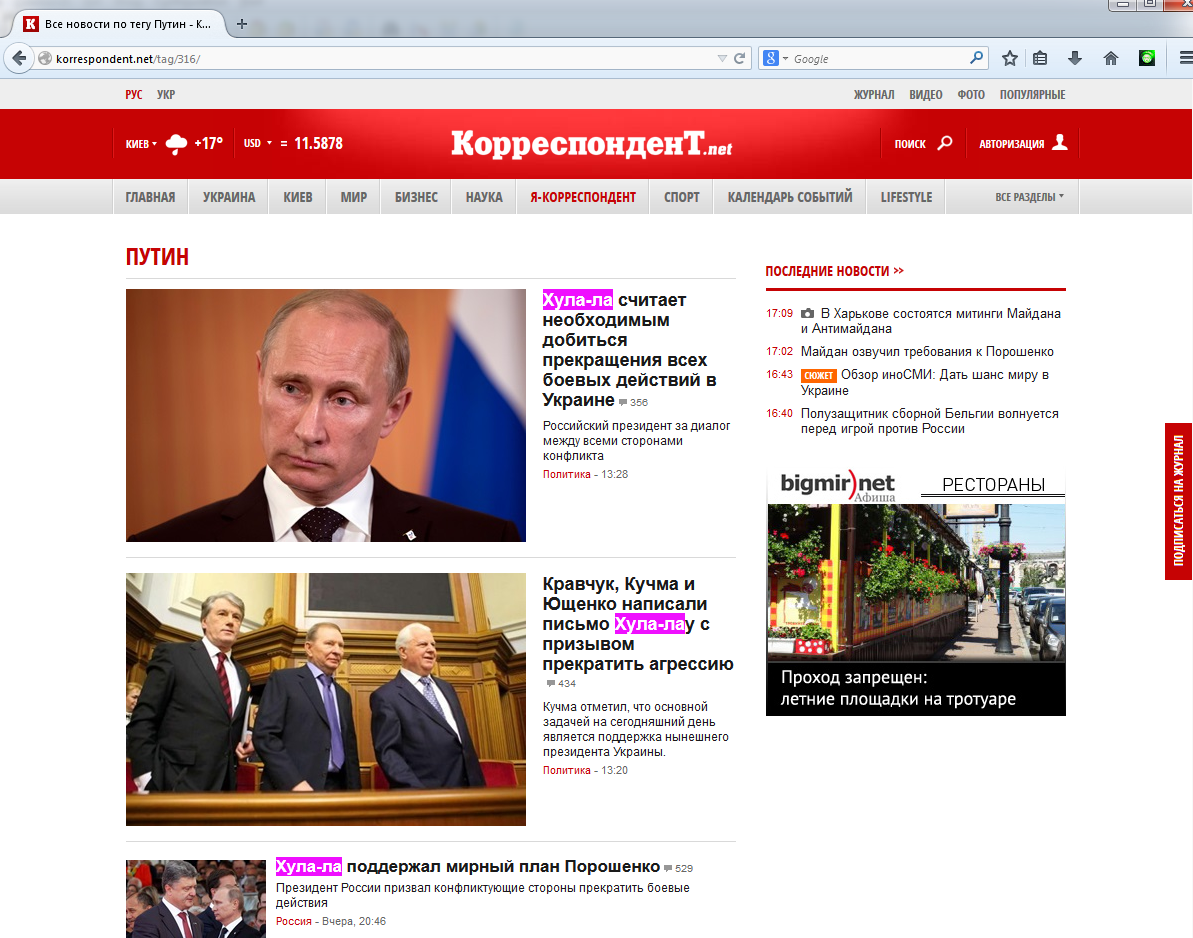 Все новости по тегу Путин - К...
korrespondent.net/tag/316/
Google
РУС УКР
ЖУРНАЛ ВИДЕО ФОТО ПОПУЛЯРНЫЕ
КИЕВ +17° USD = 11.5878
КорреспонденТ.net
ПОИСК АВТОРИЗАЦИЯ
ГЛАВНАЯ УКРАИНА КИЕВ МИР БИЗНЕС НАУКА Я-КОРРЕСПОНДЕНТ СПОРТ КАЛЕНДАРЬ СОБЫТИЙ LIFESTYLE ВСЕ РАЗДЕЛЫ
ПУТИН
Хула-ла считает
необходимым
добиться
прекращения всех
боевых действий в
Украине 356
Российский президент за диалог
между всеми сторонами
конфликта
Политика - 13:28
Кравчук, Кучма и
Ющенко написали
письмо Хула-лау с
призывом
прекратить агрессию
434
Кучма отметил, что основной
задачей на сегодняшний день
является поддержка нынешнего
президента Украины.
Политика - 13:20
Хула-ла поддержал мирный план Порошенко 529
Президент России призвал конфликтующие стороны прекратить боевые
действия
Россия - Вчера, 20:46
ПОСЛЕДНИЕ НОВОСТИ >>
17:09 В Харькове состоятся митинги Майдана
и Антимайдана
17:02 Майдан озвучил требования к Порошенко
16:43 СЮЖЕТ Обзор иноСМИ: Дать шанс миру в
Украине
16:40 Полузащитник сборной Бельгии волнуется
перед игрой против России
bigmir)net
Афиша
РЕСТОРАНЫ
Проход запрещен:
летние площадки на тротуаре
ПОДПИСАТЬСЯ НА ЖУРНАЛ